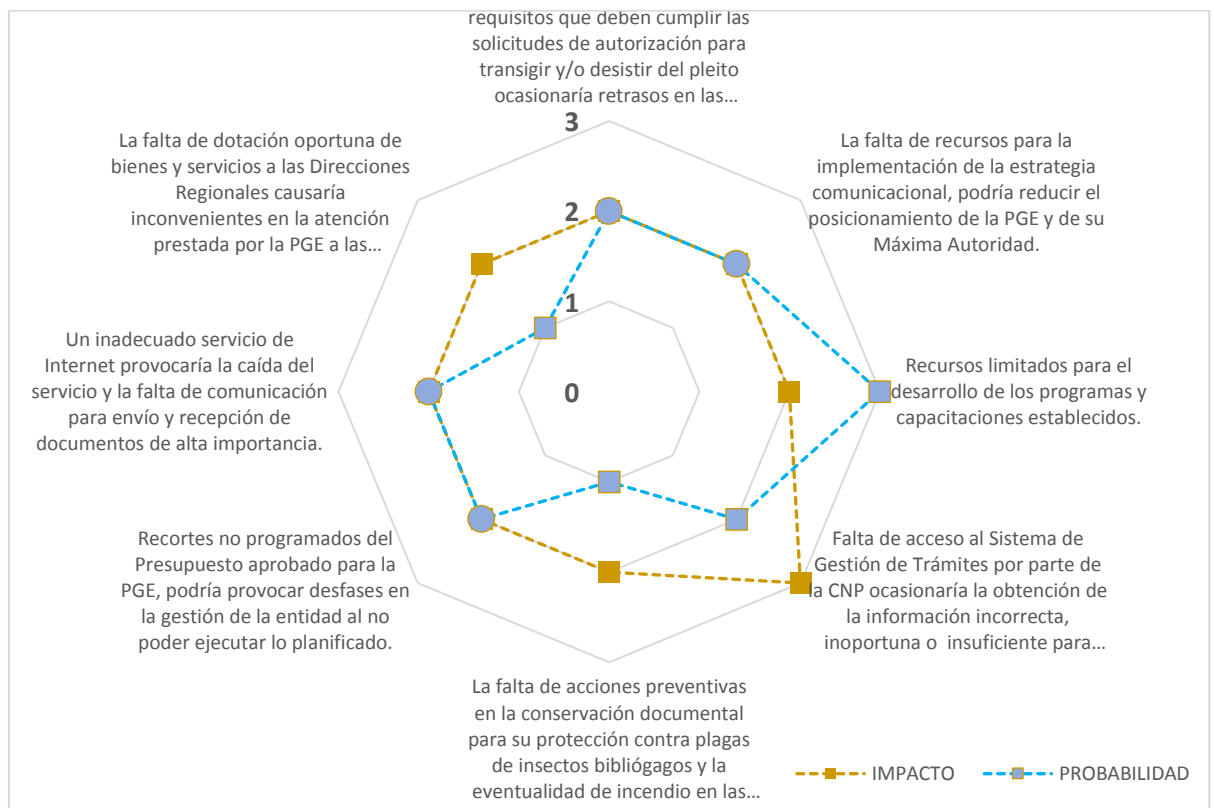 requisitos que deben cumplir las
solicitudes de autorización para
transigir y/o desistir del pleito
ocasionaría retrasos en las...
La falta de recursos para la
implementación de la estrategia
comunicacional, podría reducir el
posicionamiento de la PGE y de su
Máxima Autoridad.
Recursos limitados para el
desarrollo de los programas y
capacitaciones establecidos.
Falta de acceso al Sistema de
Gestión de Trámites por parte de
la CNP ocasionaría la obtención de
la información incorrecta,
inoportuna o insuficiente para...
La falta de acciones preventivas
en la conservación documental
para su protección contra plagas
de insectos bibliógagos y la
eventualidad de incendio en las...
Recortes no programados del
Presupuesto aprobado para la
PGE, podría provocar desfases en
la gestión de la entidad al no
poder ejecutar lo planificado.
Un inadecuado servicio de
Internet provocaría la caída del
servicio y la falta de comunicación
para envío y recepción de
documentos de alta importancia.
La falta de dotación oportuna de
bienes y servicios a las Direcciones
Regionales causaría
inconvenientes en la atención
prestada por la PGE a las...
3
2
1
0
IMPACTO
PROBABILIDAD